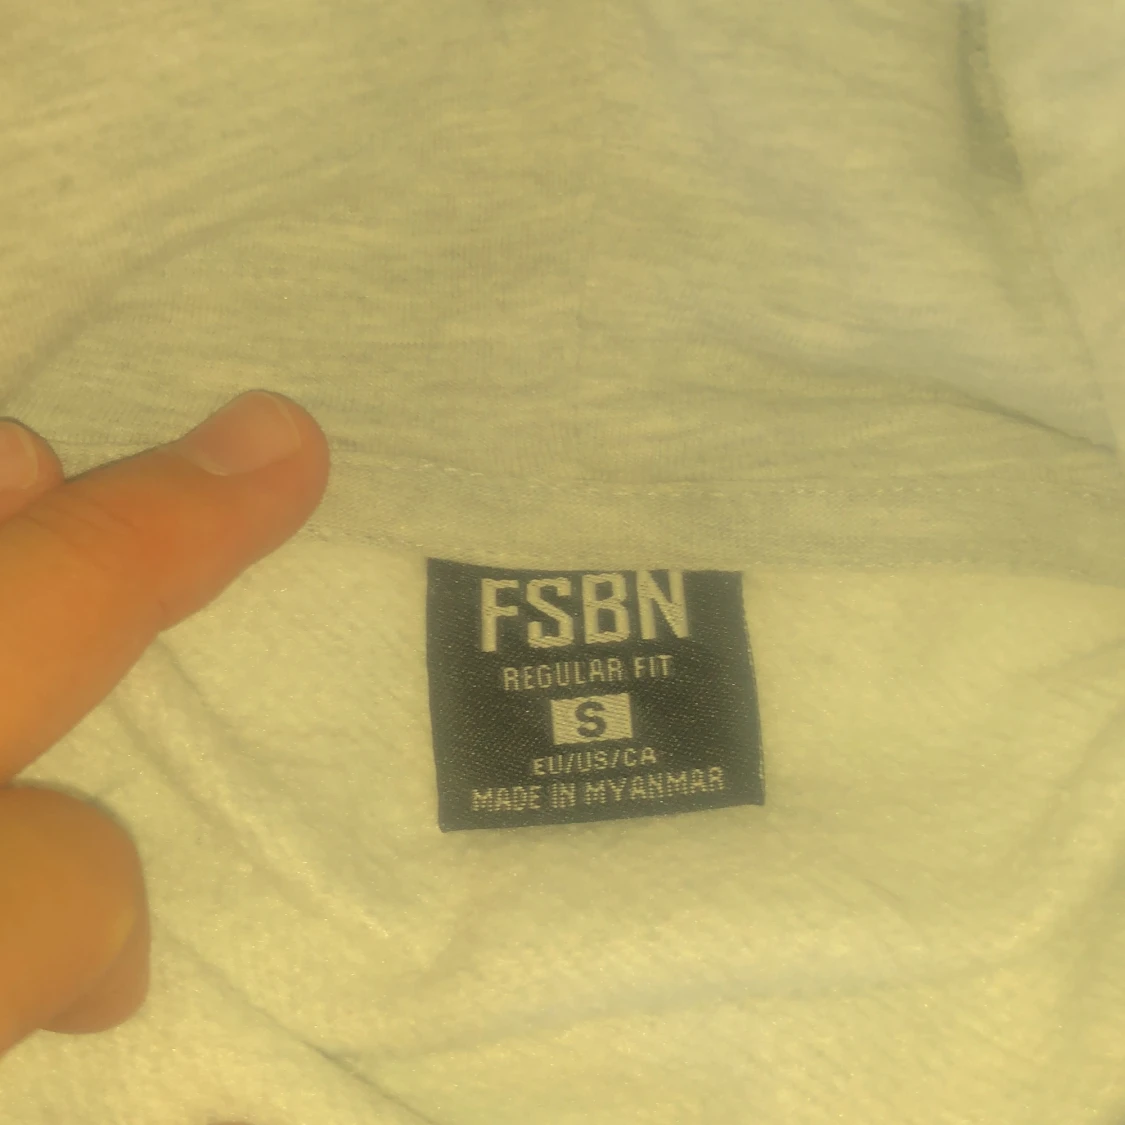 FSBN
REGULAR FIT
S
EU/US/CA
MADE IN MYANMAR